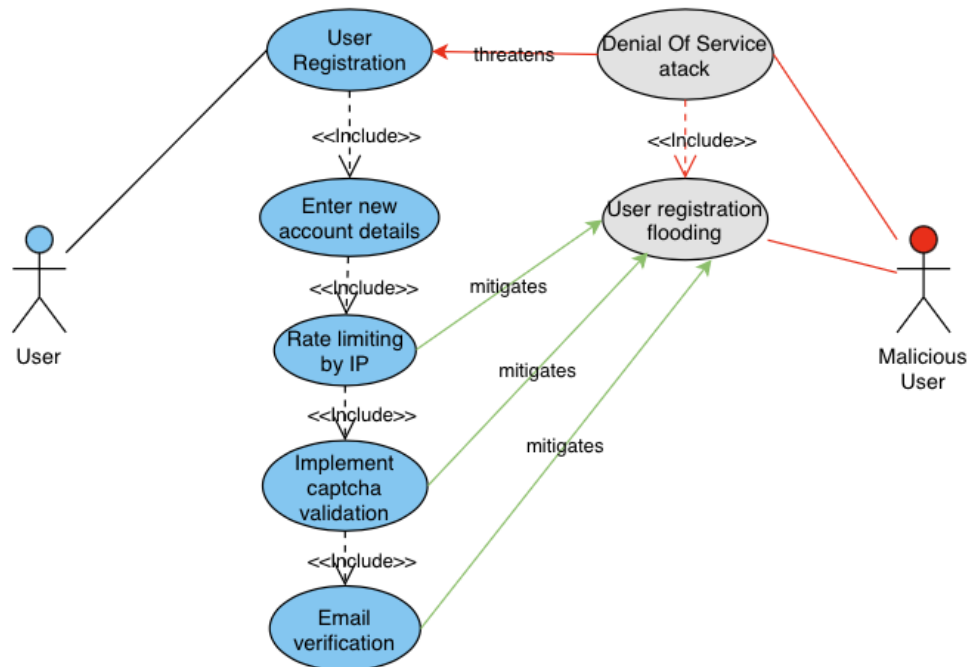 User
Registration
threatens
Denial Of Service
atack
<<Include>>
<<Include>>
Enter new
account details
User registration
flooding
<<Include>>
mitigates
User
Rate limiting
by IP
mitigates
Malicious
User
<<Include>>
mitigates
Implement
captcha
validation
<<Include>>
Email
verification